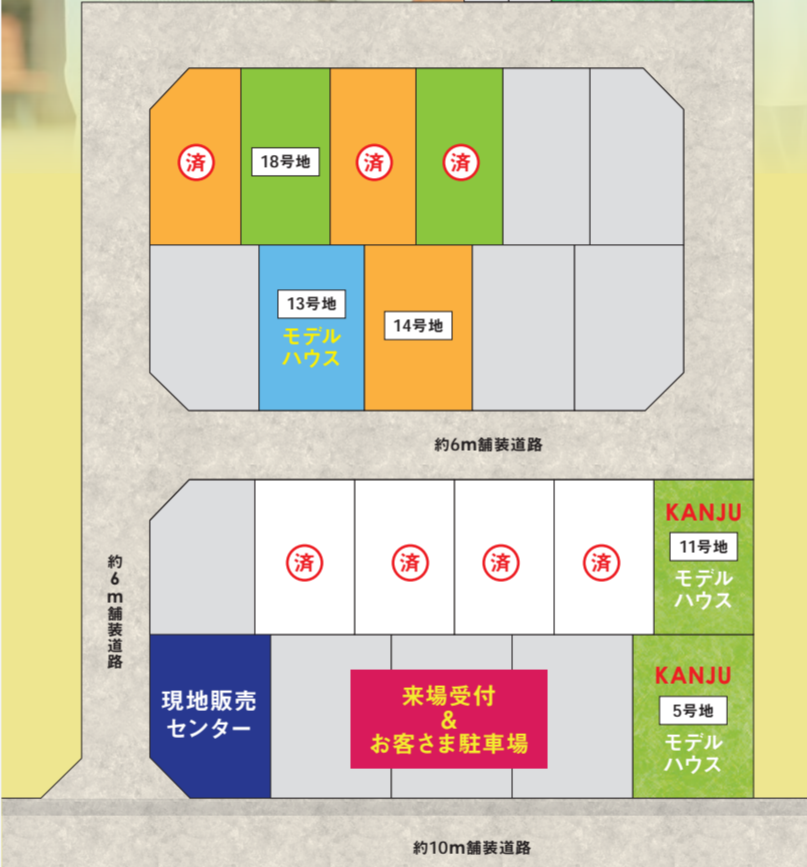 済
18号地
済
済
13号地
モデル
ハウス
14号地
約6m舗装道路
約6m舗装道路
済
済
済
済
KANJU
11号地
モデル
ハウス
現地販売
センター
来場受付
&
お客さま駐車場
KANJU
5号地
モデル
ハウス
約10m舗装道路